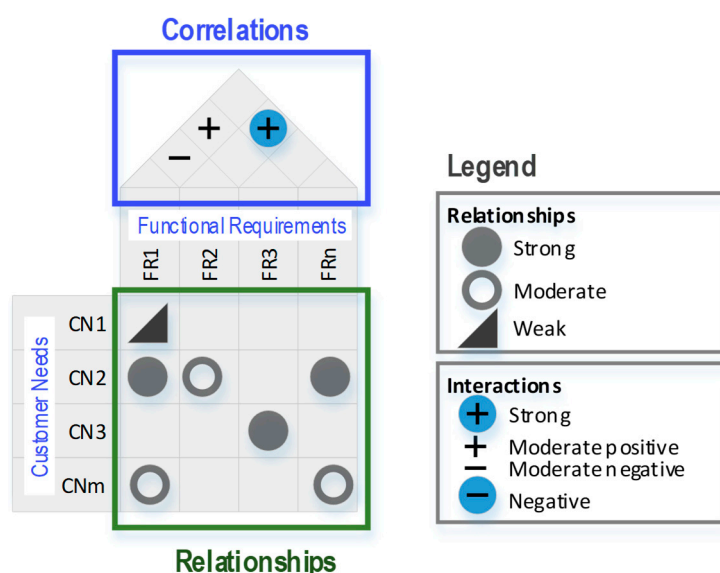 Correlations
+
+
−
Functional Requirements
FR1
FR2
FR3
FRn
Customer Needs
CN1
CN2
CN3
CNm
Relationships
Legend
Relationships
Strong
Moderate
Weak
Interactions
+ Strong
+ Moderate positive
− Moderate negative
− Negative